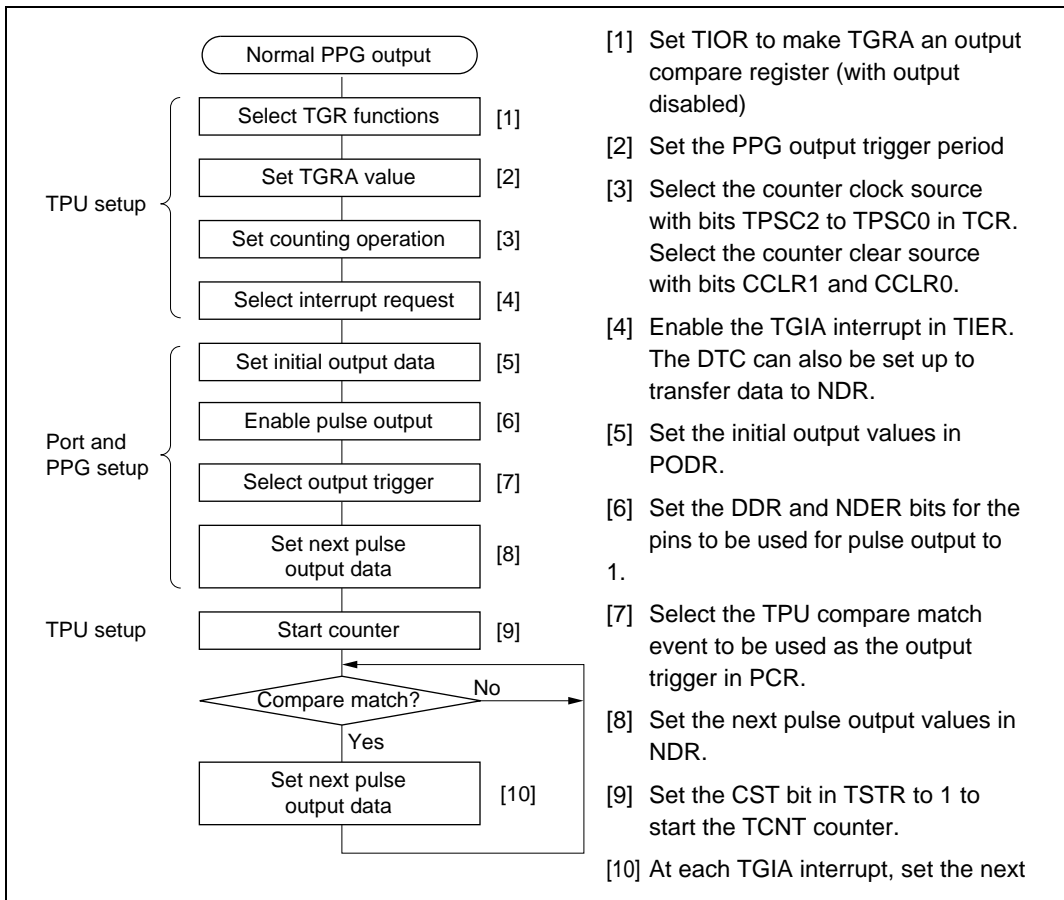 Normal PPG output
Select TGR functions [1]
Set TGRA value [2]
TPU setup
Set counting operation [3]
Select interrupt request [4]
Set initial output data [5]
Enable pulse output [6]
Port and
PPG setup
Select output trigger [7]
Set next pulse
output data
[8]
TPU setup
Start counter [9]
Compare match?
No
Yes
Set next pulse
output data
[10]
[1] Set TIOR to make TGRA an output
compare register (with output
disabled)
[2] Set the PPG output trigger period
[3] Select the counter clock source
with bits TPSC2 to TPSC0 in TCR.
Select the counter clear source
with bits CCLR1 and CCLR0.
[4] Enable the TGIA interrupt in TIER.
The DTC can also be set up to
transfer data to NDR.
[5] Set the initial output values in
PODR.
[6] Set the DDR and NDER bits for the
pins to be used for pulse output to
1.
[7] Select the TPU compare match
event to be used as the output
trigger in PCR.
[8] Set the next pulse output values in
NDR.
[9] Set the CST bit in TSTR to 1 to
start the TCNT counter.
[10] At each TGIA interrupt, set the next